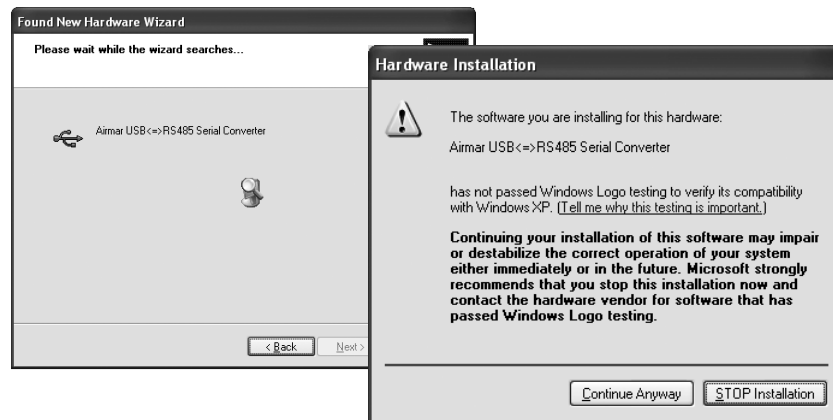 Found New Hardware Wizard
Please wait while the wizard searches...
Airmar USB<=>RS485 Serial Converter
< Back
Next >
Hardware Installation
The software you are installing for this hardware:
Airmar USB<=>RS485 Serial Converter
has not passed Windows Logo testing to verify its compatibility
with Windows XP. (Tell me why this testing is important.)
Continuing your installation of this software may impair
or destabilize the correct operation of your system
either immediately or in the future. Microsoft strongly
recommends that you stop this installation now and
contact the hardware vendor for software that has
passed Windows Logo testing.
Continue Anyway
STOP Installation